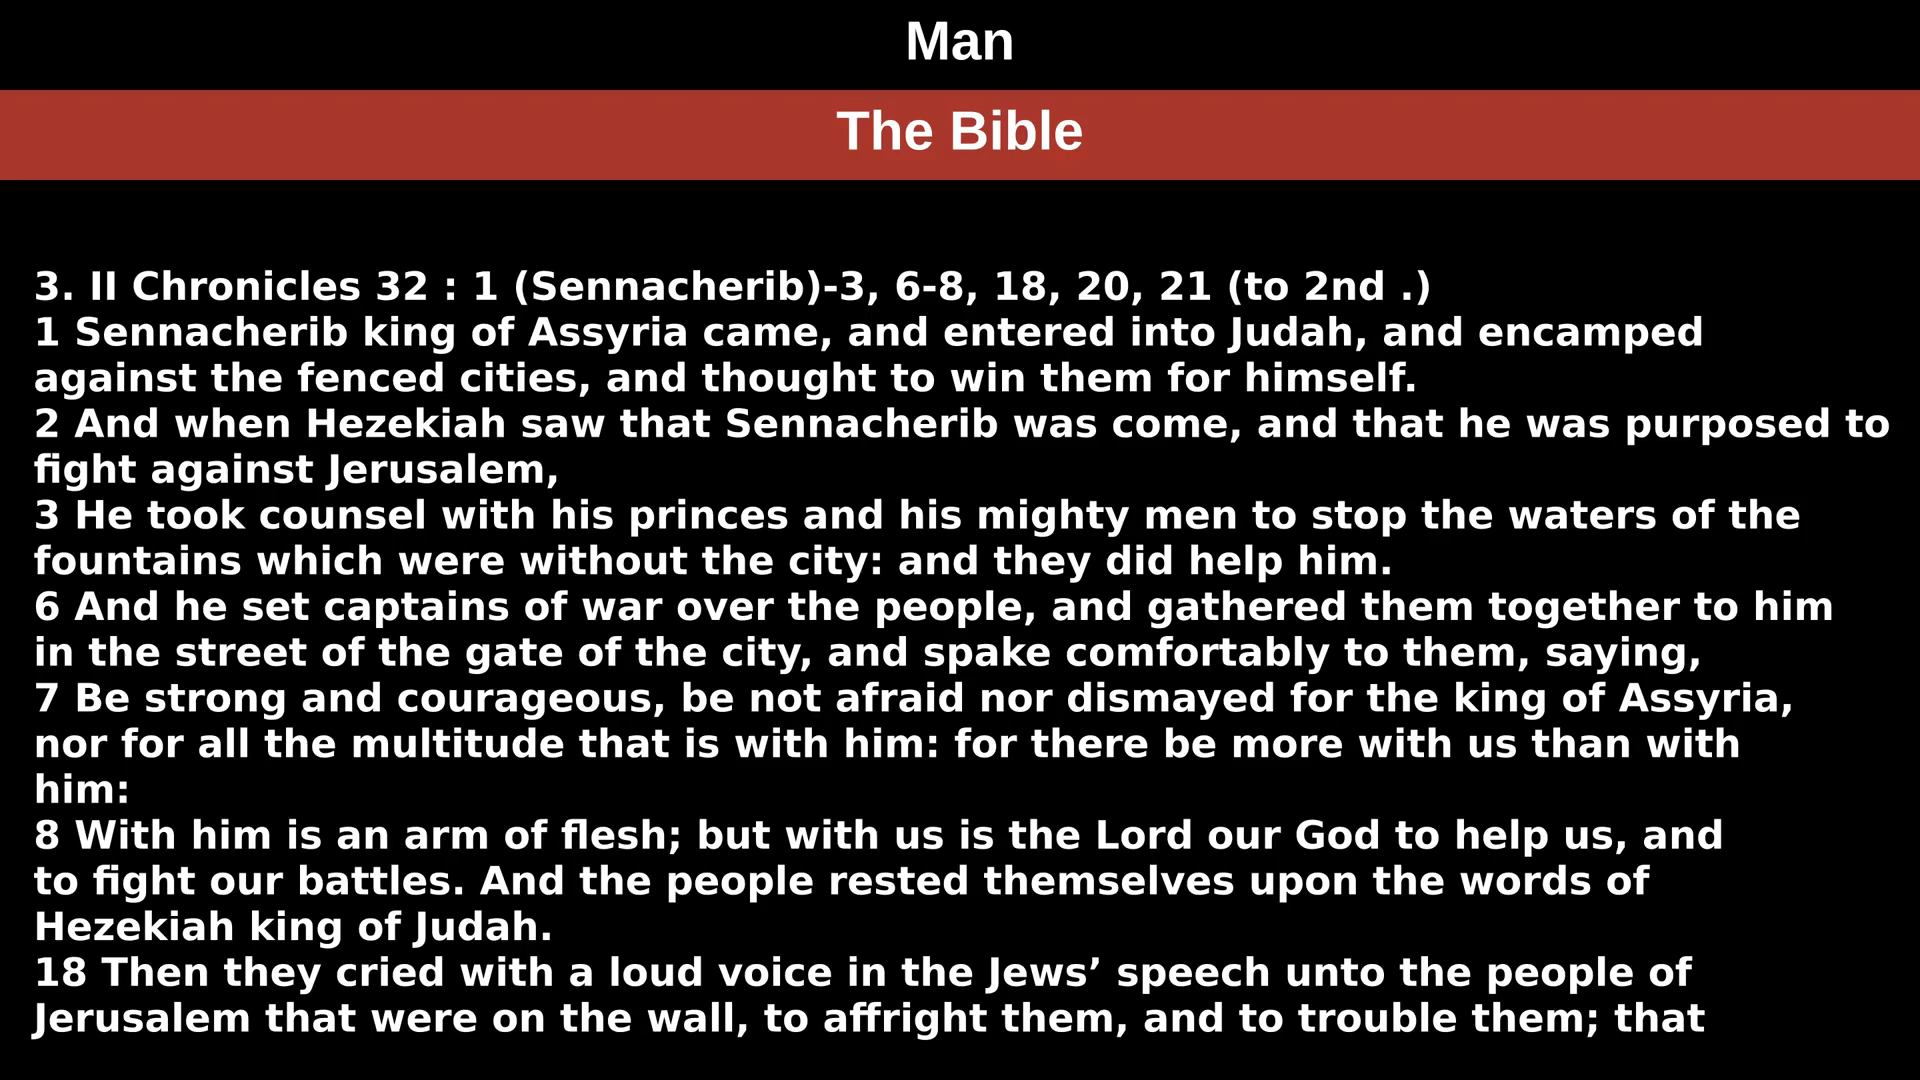 Man
The Bible
3. II Chronicles 32 : 1 (Sennacherib)-3, 6-8, 18, 20, 21 (to 2nd .)
1 Sennacherib king of Assyria came, and entered into Judah, and encamped
against the fenced cities, and thought to win them for himself.
2 And when Hezekiah saw that Sennacherib was come, and that he was purposed to
fight against Jerusalem,
3 He took counsel with his princes and his mighty men to stop the waters of the
fountains which were without the city: and they did help him.
6 And he set captains of war over the people, and gathered them together to him
in the street of the gate of the city, and spake comfortably to them, saying,
7 Be strong and courageous, be not afraid nor dismayed for the king of Assyria,
nor for all the multitude that is with him: for there be more with us than with
him:
8 With him is an arm of flesh; but with us is the Lord our God to help us, and
to fight our battles. And the people rested themselves upon the words of
Hezekiah king of Judah.
18 Then they cried with a loud voice in the Jews’ speech unto the people of
Jerusalem that were on the wall, to affright them, and to trouble them; that